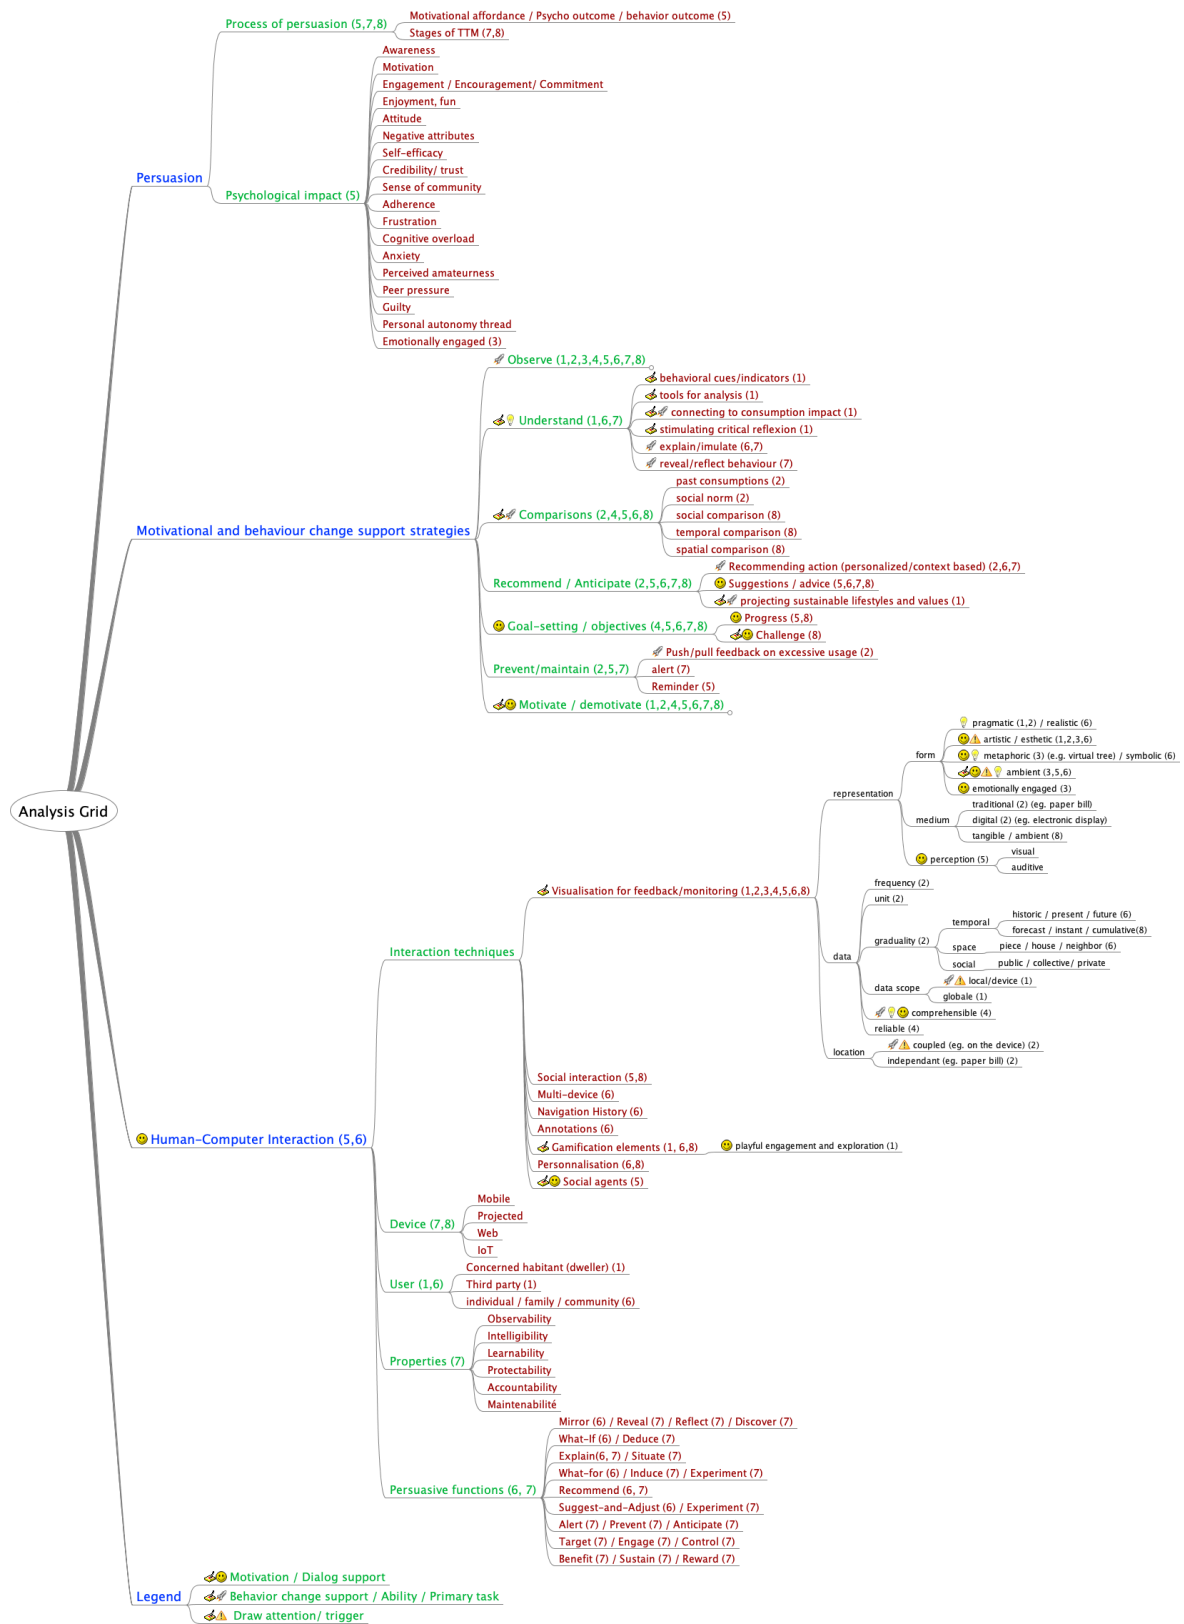 Analysis Grid
Persuasion
Process of persuasion (5,7,8)
Motivational affordance / Psycho outcome / behavior outcome (5)
Stages of TTM (7,8)
Psychological impact (5)
Awareness
Motivation
Engagement / Encouragement/ Commitment
Enjoyment, fun
Attitude
Negative attributes
Self-efficacy
Credibility/ trust
Sense of community
Adherence
Frustration
Cognitive overload
Anxiety
Perceived amateurness
Peer pressure
Guilty
Personal autonomy thread
Emotionally engaged (3)
Motivational and behaviour change support strategies
Observe (1,2,3,4,5,6,7,8)
Understand (1,6,7)
behavioral cues/indicators (1)
tools for analysis (1)
connecting to consumption impact (1)
stimulating critical reflexion (1)
explain/imulate (6,7)
reveal/reflect behaviour (7)
Comparisons (2,4,5,6,8)
past consumptions (2)
social norm (2)
social comparison (8)
temporal comparison (8)
spatial comparison (8)
Recommend / Anticipate (2,5,6,7,8)
Recommending action (personalized/context based) (2,6,7)
Suggestions / advice (5,6,7,8)
projecting sustainable lifestyles and values (1)
Goal-setting / objectives (4,5,6,7,8)
Progress (5,8)
Challenge (8)
Prevent/maintain (2,5,7)
Push/pull feedback on excessive usage (2)
alert (7)
Reminder (5)
Motivate / demotivate (1,2,4,5,6,7,8)
Human-Computer Interaction (5,6)
Interaction techniques
Visualisation for feedback/monitoring (1,2,3,4,5,6,8)
representation
form
pragmatic (1,2) / realistic (6)
artistic / esthetic (1,2,3,6)
metaphoric (3) (e.g. virtual tree) / symbolic (6)
ambient (3,5,6)
emotionally engaged (3)
medium
traditional (2) (eg. paper bill)
digital (2) (eg. electronic display)
tangible / ambient (8)
perception (5)
visual
auditive
data
frequency (2)
unit (2)
graduality (2)
temporal
historic / present / future (6)
forecast / instant / cumulative(8)
space
piece / house / neighbor (6)
social
public / collective/ private
data scope
local/device (1)
globale (1)
comprehensible (4)
reliable (4)
location
coupled (eg. on the device) (2)
independant (eg. paper bill) (2)
Social interaction (5,8)
Multi-device (6)
Navigation History (6)
Annotations (6)
Gamification elements (1, 6,8)
playful engagement and exploration (1)
Personnalisation (6,8)
Social agents (5)
Device (7,8)
Mobile
Projected
Web
IoT
User (1,6)
Concerned habitant (dweller) (1)
Third party (1)
individual / family / community (6)
Properties (7)
Observability
Intelligibility
Learnability
Protectability
Accountability
Maintenabilité
Persuasive functions (6, 7)
Mirror (6) / Reveal (7) / Reflect (7) / Discover (7)
What-If (6) / Deduce (7)
Explain(6, 7) / Situate (7)
What-for (6) / Induce (7) / Experiment (7)
Recommend (6, 7)
Suggest-and-Adjust (6) / Experiment (7)
Alert (7) / Prevent (7) / Anticipate (7)
Target (7) / Engage (7) / Control (7)
Benefit (7) / Sustain (7) / Reward (7)
Legend
Motivation / Dialog support
Behavior change support / Ability / Primary task
Draw attention/ trigger